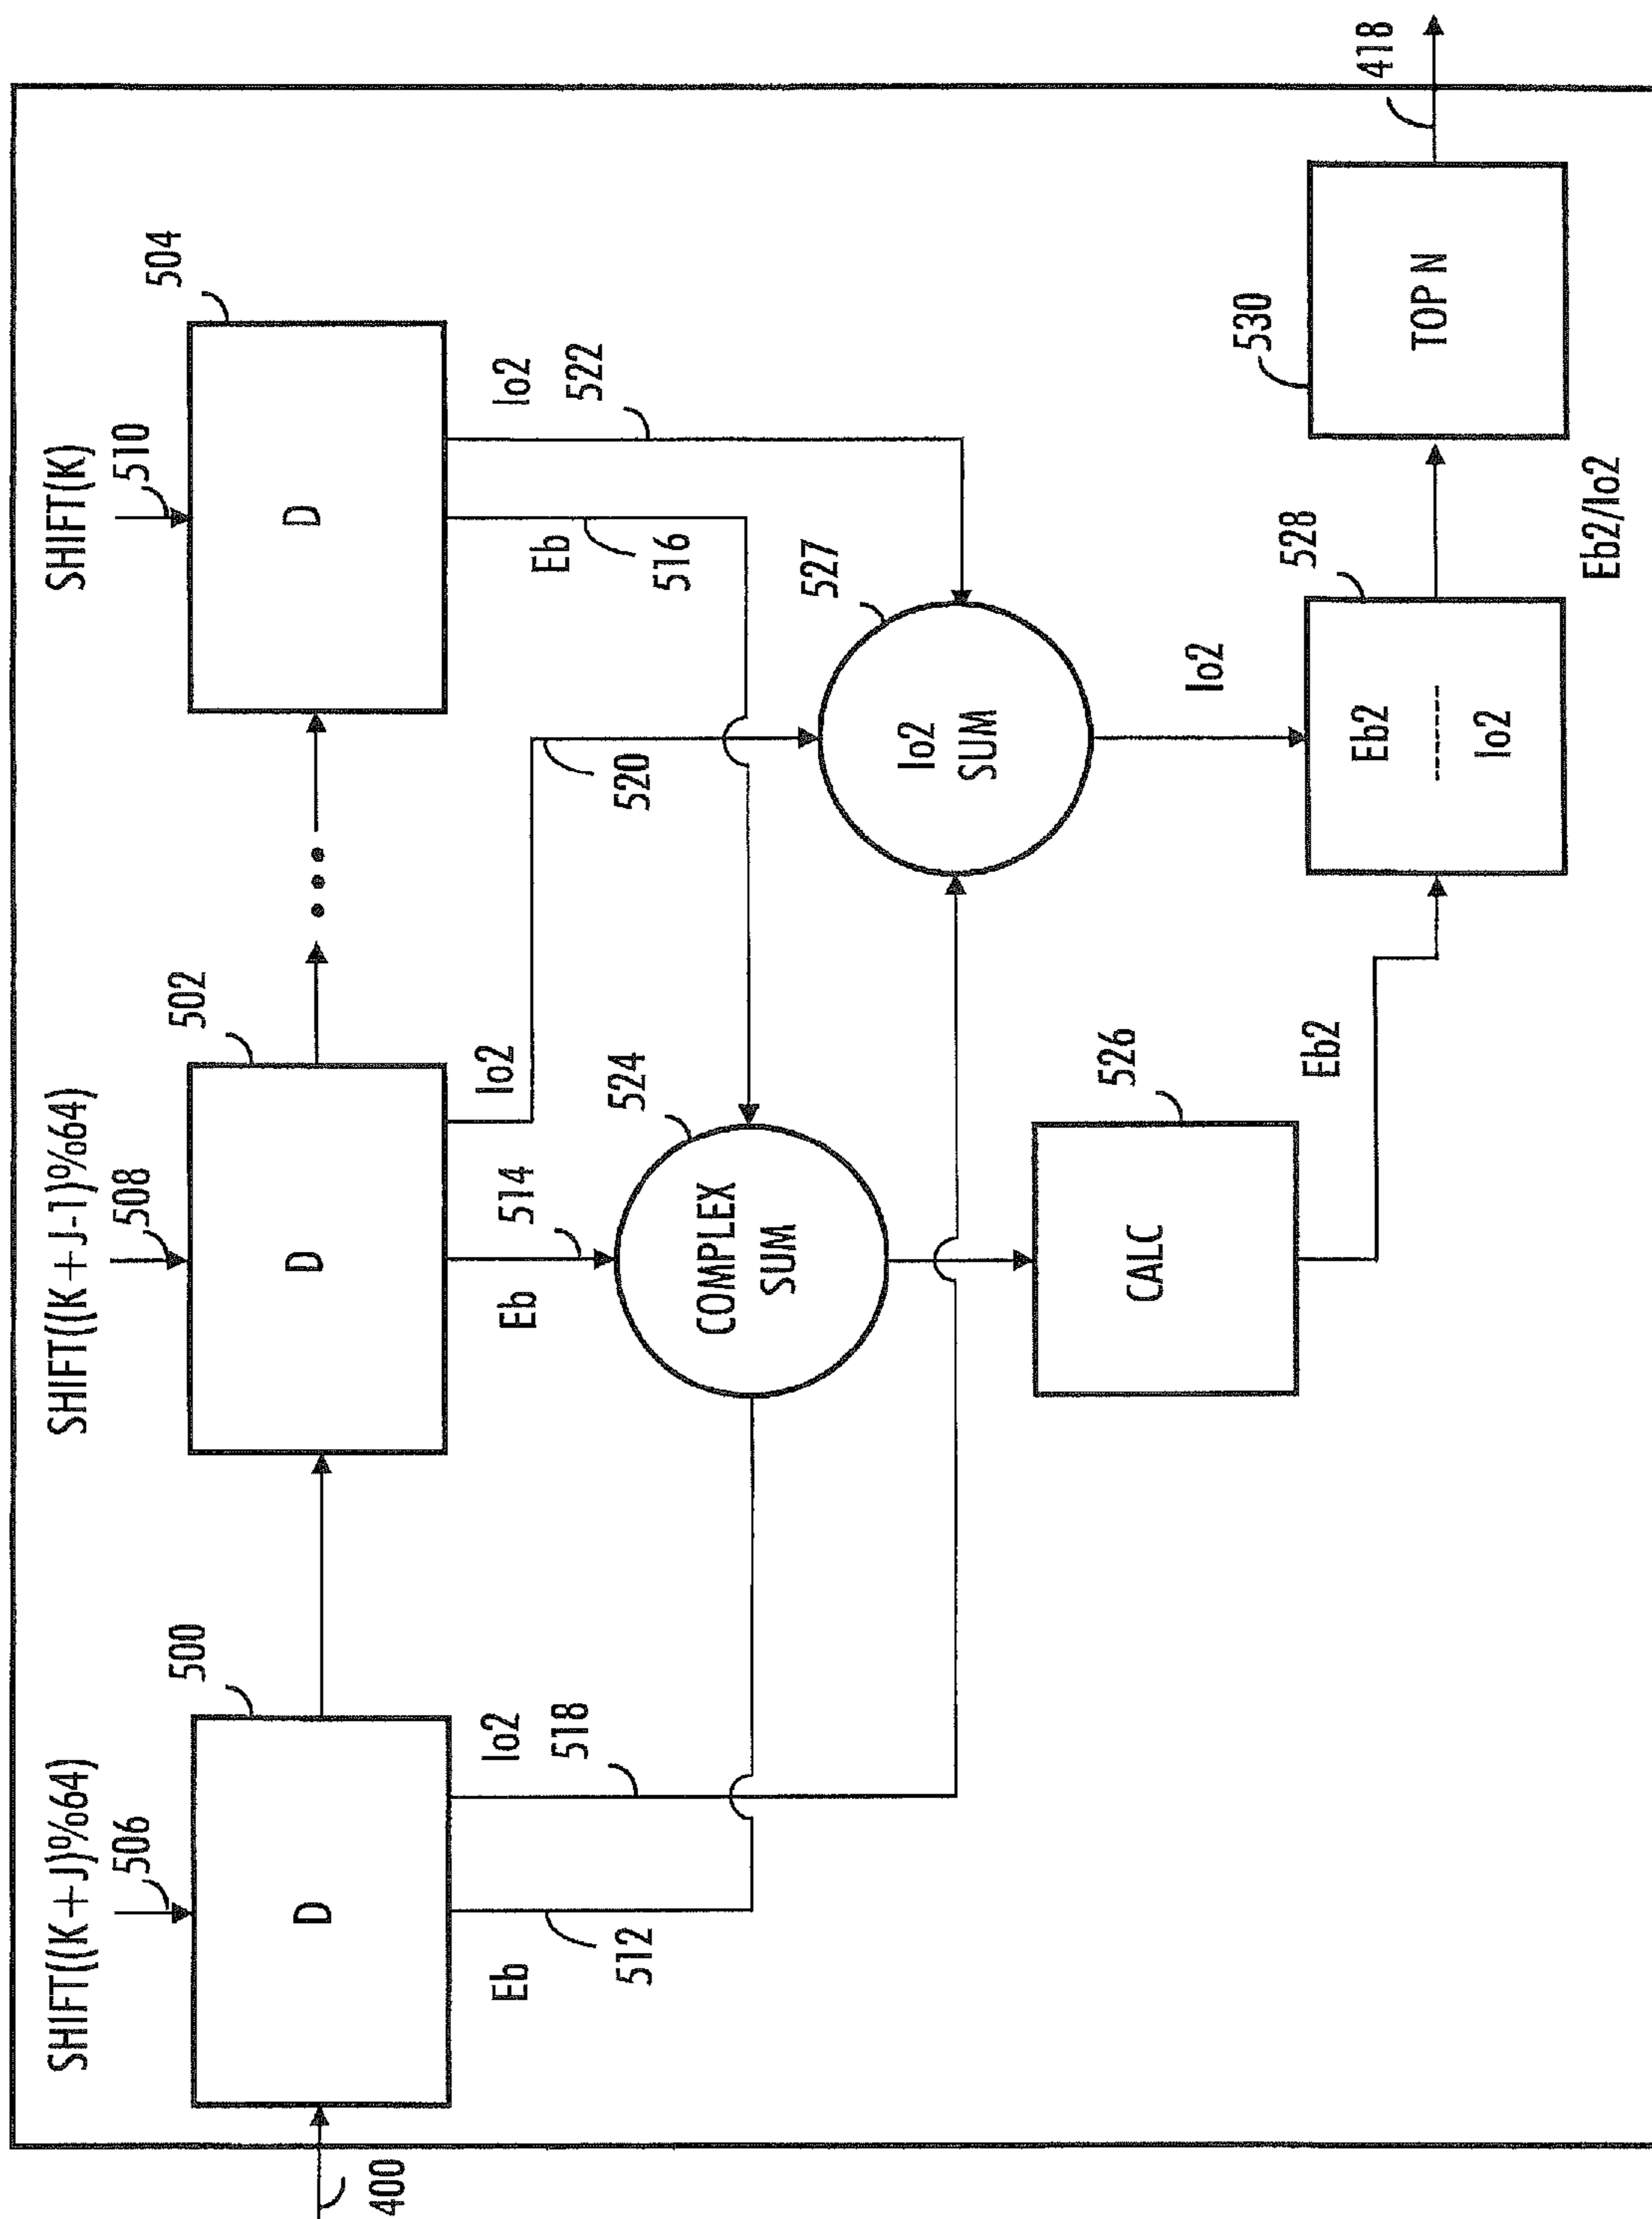 SHIFT((K+J)%64)
506
SHIFT((K+J-1)%64)
508
SHIFT(K)
510
500
502
504
400
D
D
D
Eb
512
Io2
518
Eb
514
Io2
520
Eb
516
Io2
522
524
COMPLEX
SUM
527
Io2
SUM
526
CALC
Eb2
Io2
528
Eb2
Io2
Eb2/Io2
530
TOP N
418